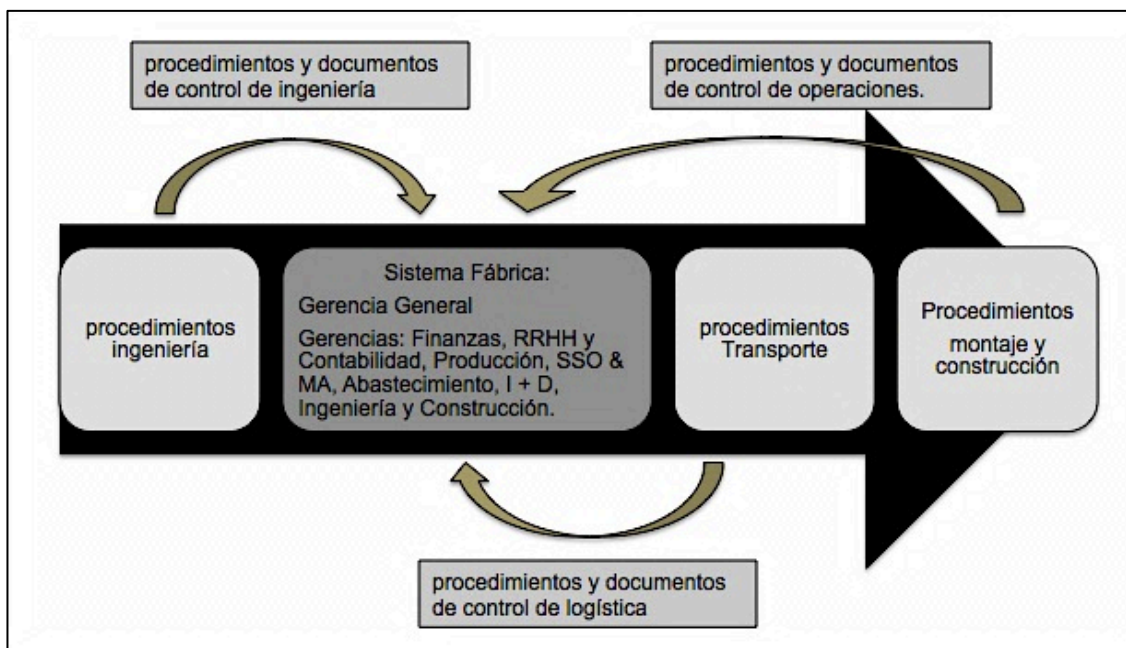 procedimientos y documentos
de control de ingeniería
procedimientos y documentos
de control de operaciones.
procedimientos
ingeniería
Sistema Fábrica:
Gerencia General
Gerencias: Finanzas, RRHH y
Contabilidad, Producción, SSO &
MA, Abastecimiento, I + D,
Ingeniería y Construcción.
procedimientos
Transporte
Procedimientos
montaje y
construcción
procedimientos y documentos
de control de logística